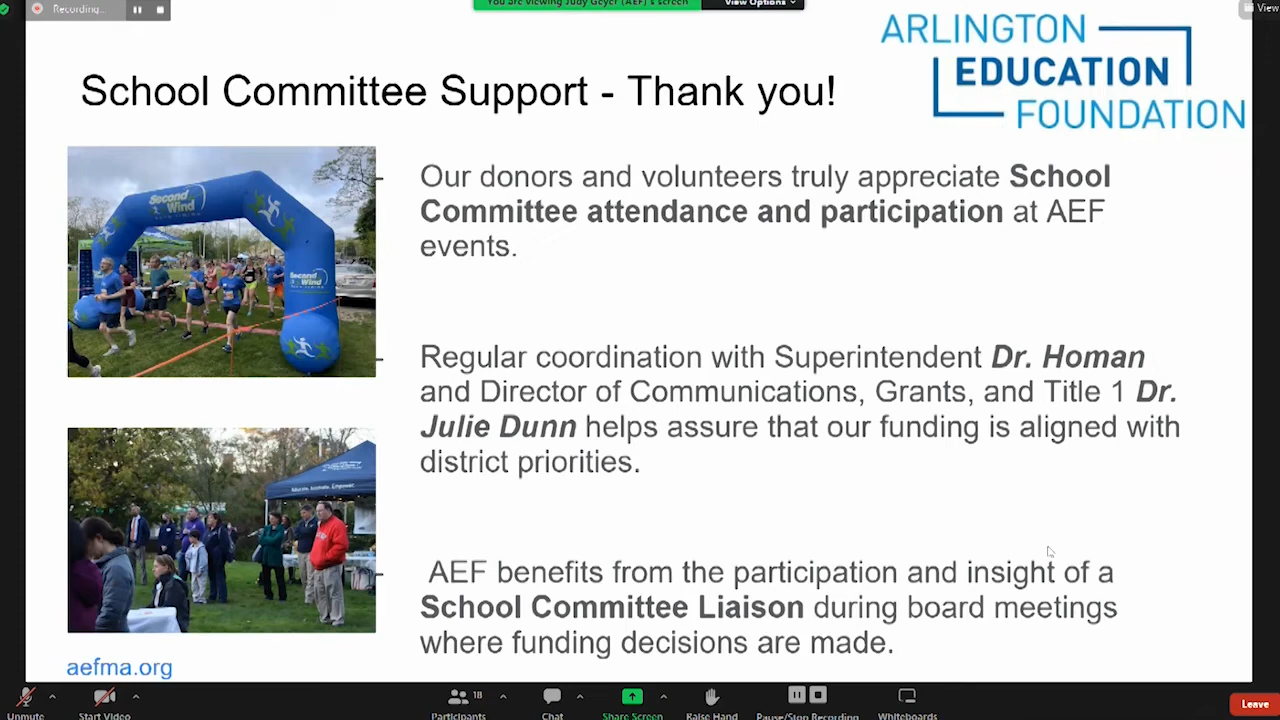 Recording...
You are viewing Judy Geyer (AEF)'s screen
View Options
View
ARLINGTON
EDUCATION
FOUNDATION
School Committee Support - Thank you!
Second
Wind
Second
Wind
Our donors and volunteers truly appreciate School
Committee attendance and participation at AEF
events.
Regular coordination with Superintendent Dr. Homan
and Director of Communications, Grants, and Title 1 Dr.
Julie Dunn helps assure that our funding is aligned with
district priorities.
AEF benefits from the participation and insight of a
School Committee Liaison during board meetings
where funding decisions are made.
aefma.org
Unmute
Start Video
Participants
18
Chat
Share Screen
Raise Hand
Pause/Stop Recording
Whiteboards
Leave